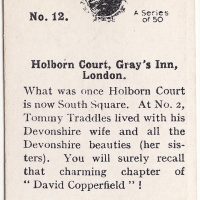 No. 12.
A Series
of 50
Holborn Court, Gray's Inn,
London.
What was once Holborn Court
is now South Square. At No. 2,
Tommy Traddles lived with his
Devonshire wife and all the
Devonshire beauties (her sis-
ters). You will surely recall
that charming chapter of
"David Copperfield"!